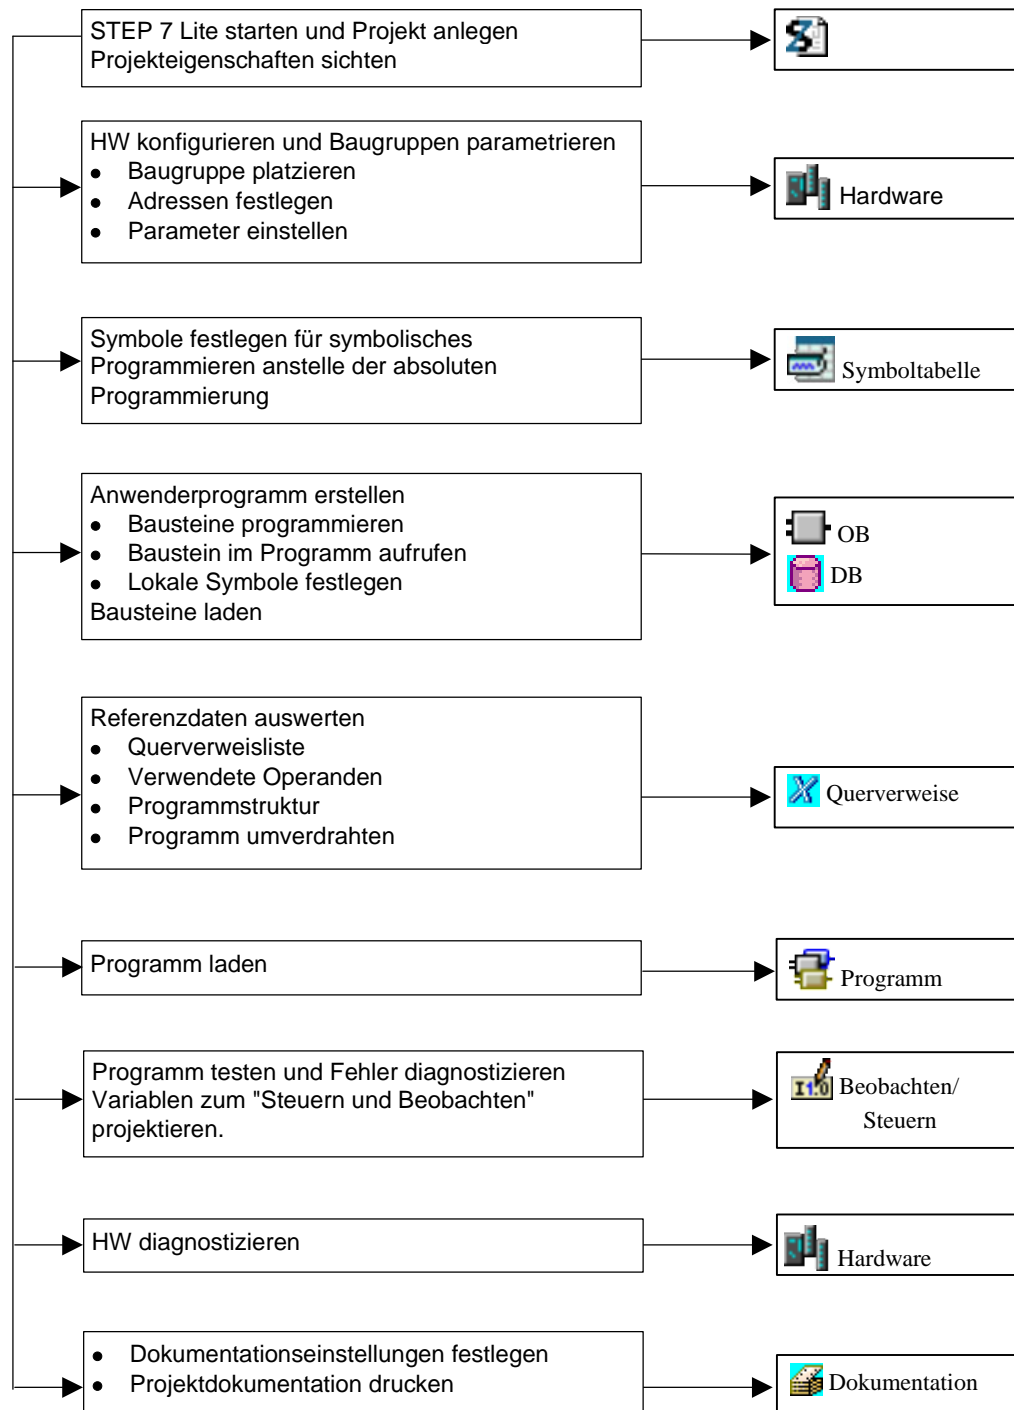 STEP 7 Lite starten und Projekt anlegen
Projekteigenschaften sichten
HW konfigurieren und Baugruppen parametrieren
• Baugruppe platzieren
• Adressen festlegen
• Parameter einstellen
Hardware
Symbole festlegen für symbolisches
Programmieren anstelle der absoluten
Programmierung
Symboltabelle
Anwenderprogramm erstellen
• Bausteine programmieren
• Baustein im Programm aufrufen
• Lokale Symbole festlegen
Bausteine laden
OB
DB
Referenzdaten auswerten
• Querverweisliste
• Verwendete Operanden
• Programmstruktur
• Programm umverdrahten
Querverweise
Programm laden
Programm
Programm testen und Fehler diagnostizieren
Variablen zum "Steuern und Beobachten"
projektieren.
I1.0
Beobachten/
Steuern
HW diagnostizieren
Hardware
• Dokumentationseinstellungen festlegen
• Projektdokumentation drucken
Dokumentation